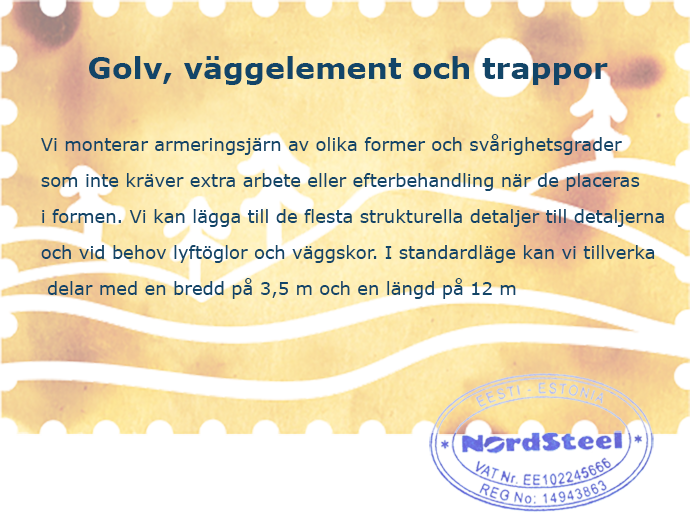 Golv, väggelement och trappor
Vi monterar armeringsjärn av olika former och svårighetsgrader
som inte kräver extra arbete eller efterbehandling när de placeras
i formen. Vi kan lägga till de flesta strukturella detaljer till detaljerna
och vid behov lyftöglor och väggskor. I standardläge kan vi tillverka
delar med en bredd på 3,5 m och en längd på 12 m
EESTI - ESTONIA
* NordSteel *
VAT Nr. EE102245666
REG No: 14943863